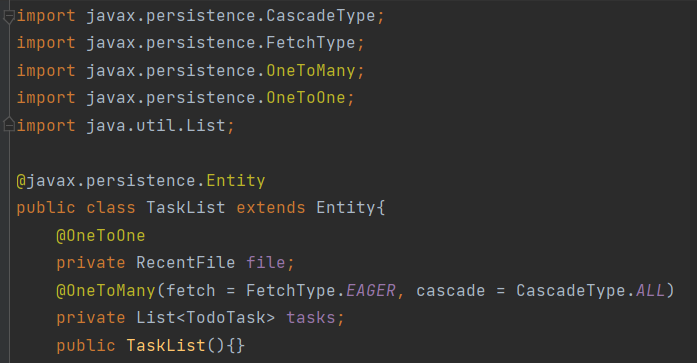 import javax.persistence.CascadeType;
import javax.persistence.FetchType;
import javax.persistence.OneToMany;
import javax.persistence.OneToOne;
import java.util.List;

@javax.persistence.Entity
public class TaskList extends Entity{
    @OneToOne
    private RecentFile file;
    @OneToMany(fetch = FetchType.EAGER, cascade = CascadeType.ALL)
    private List<TodoTask> tasks;
    public TaskList(){}